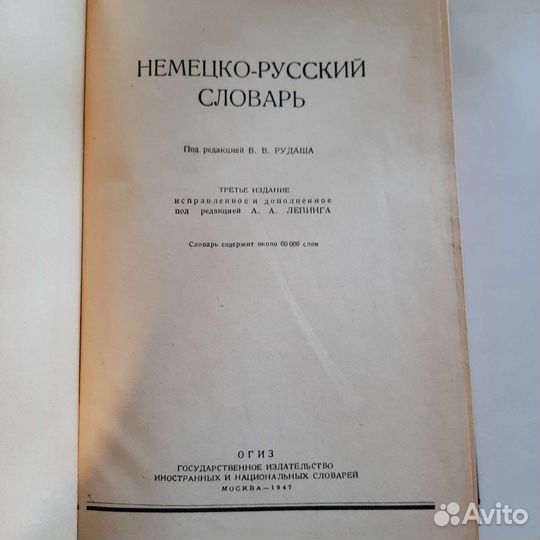 НЕМЕЦКО-РУССКИЙ
СЛОВАРЬ
Под редакцией В. В. РУДАША
ТРЕТЬЕ ИЗДАНИЕ
исправленное и дополненное
под редакцией А. А. ЛЕПИНГА
Словарь содержит около 60 000 слов
ОГИЗ
ГОСУДАРСТВЕННОЕ ИЗДАТЕЛЬСТВО
ИНОСТРАННЫХ И НАЦИОНАЛЬНЫХ СЛОВАРЕЙ
МОСКВА—1947
Avito